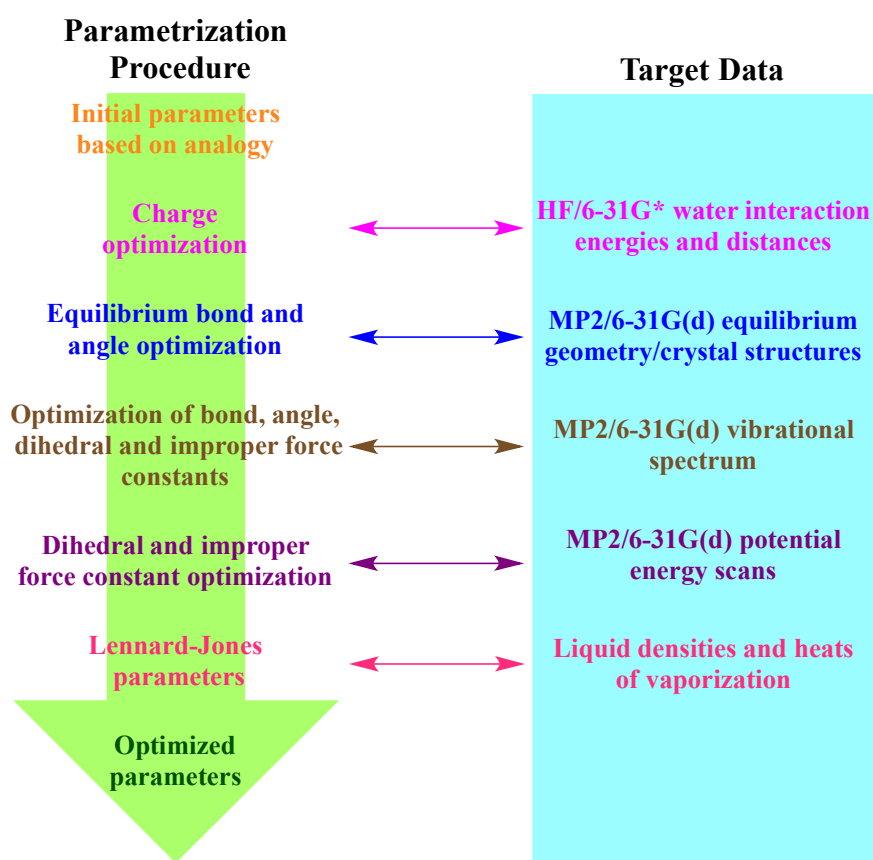 Parametrization
Procedure
Target Data
Initial parameters
based on analogy
Charge
optimization
HF/6-31G* water interaction
energies and distances
Equilibrium bond and
angle optimization
MP2/6-31G(d) equilibrium
geometry/crystal structures
Optimization of bond, angle,
dihedral and improper force
constants
MP2/6-31G(d) vibrational
spectrum
Dihedral and improper
force constant optimization
MP2/6-31G(d) potential
energy scans
Lennard-Jones
parameters
Liquid densities and heats
of vaporization
Optimized
parameters